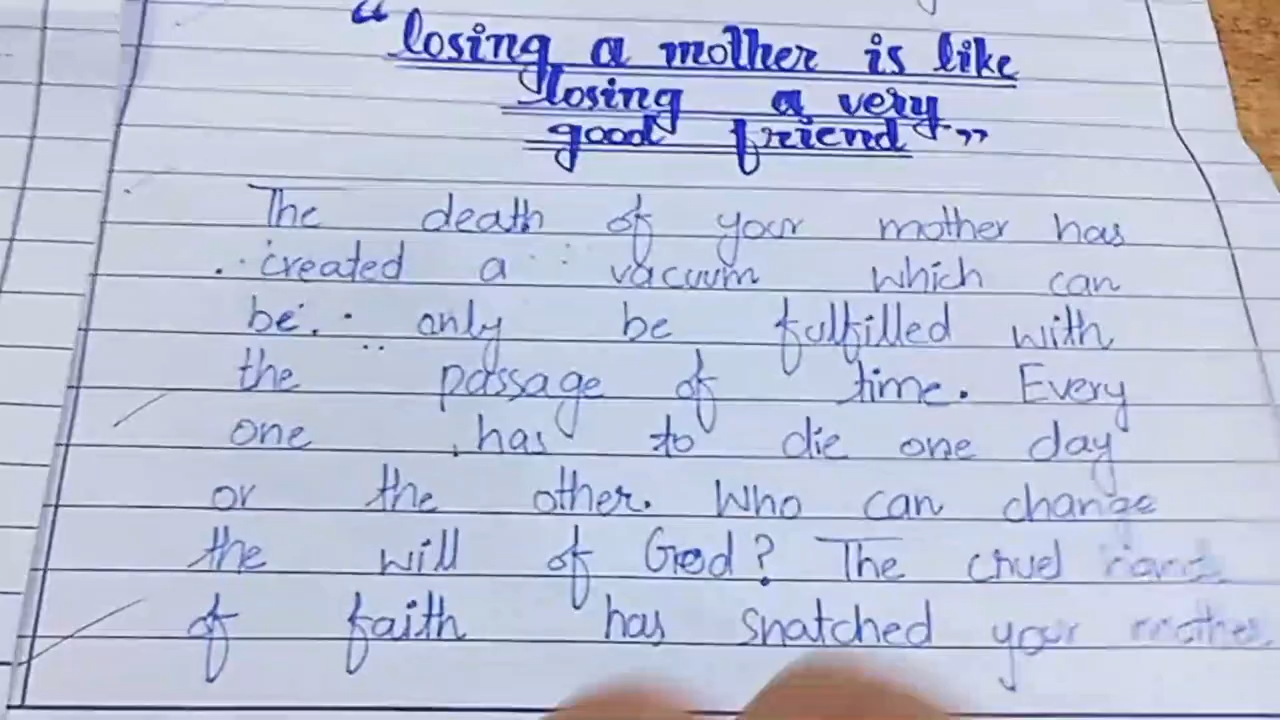 “ losing a mother is like
losing a very
good friend ”
The death of your mother has
created a vacuum which can
be. only be fulfilled with
the passage of time. Every
one has to die one day
or the other. Who can change
the will of God? The cruel
of faith has snatched your mother